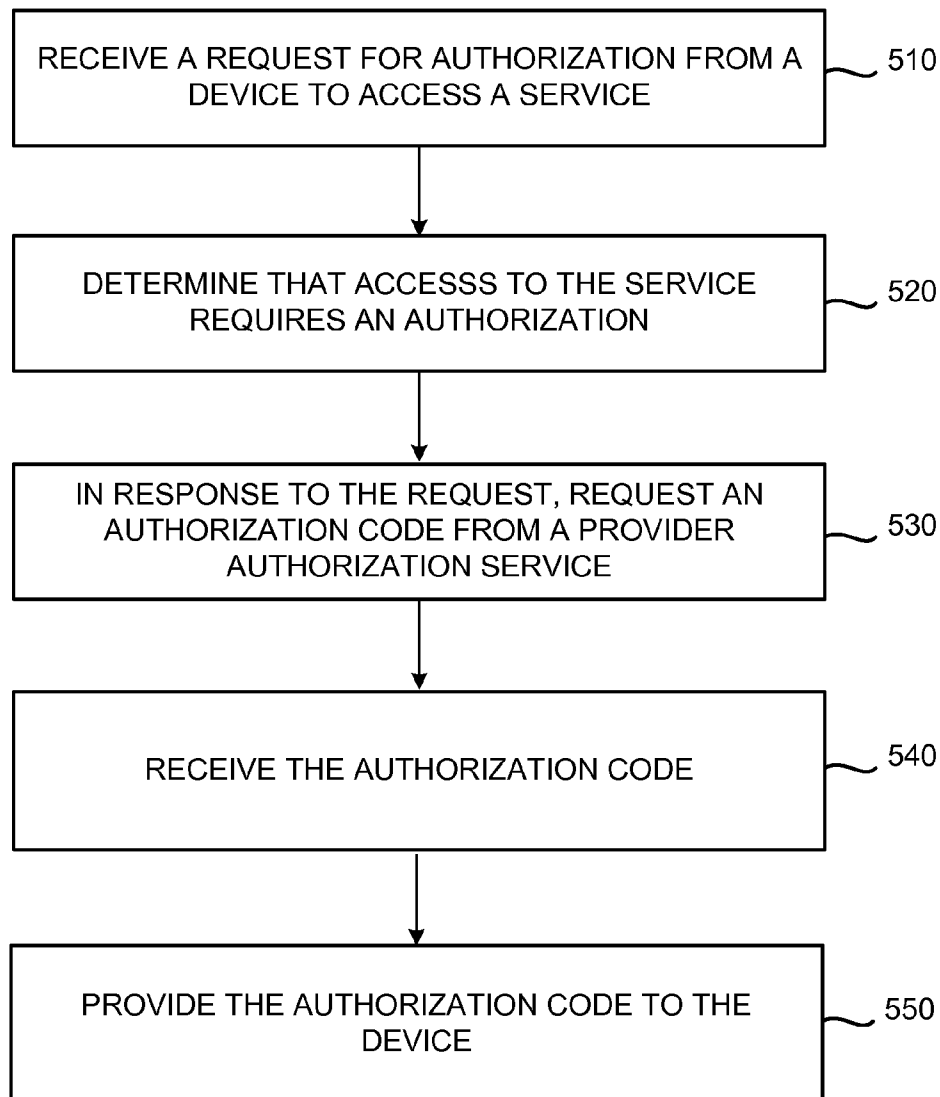 RECEIVE A REQUEST FOR AUTHORIZATION FROM A
DEVICE TO ACCESS A SERVICE
510
DETERMINE THAT ACCESSS TO THE SERVICE
REQUIRES AN AUTHORIZATION
520
IN RESPONSE TO THE REQUEST, REQUEST AN
AUTHORIZATION CODE FROM A PROVIDER
AUTHORIZATION SERVICE
530
RECEIVE THE AUTHORIZATION CODE
540
PROVIDE THE AUTHORIZATION CODE TO THE
DEVICE
550